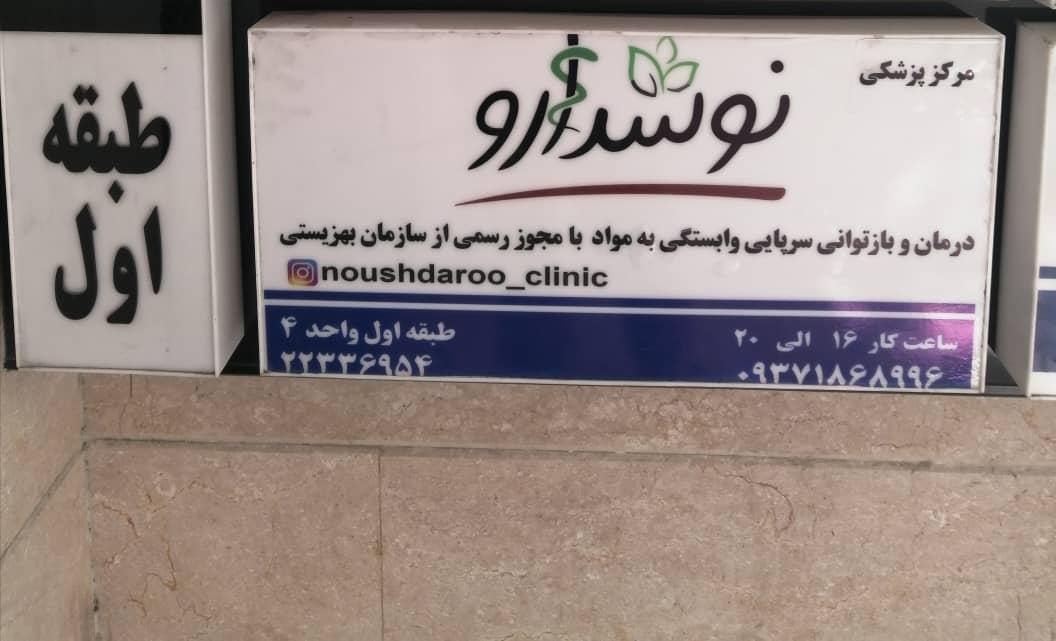 طبقه
اول
مرکز پزشکی
نوشدارو
درمان و بازتوانی سرپایی وابستگی به مواد با مجوز رسمی از سازمان بهزیستی
noushdaroo_clinic
ساعت کار ۱۶ الی ۲۰
۰۹۳۷۱۸۶۸۹۹۶
طبقه اول واحد ۴
۲۲۳۳۶۹۵۴